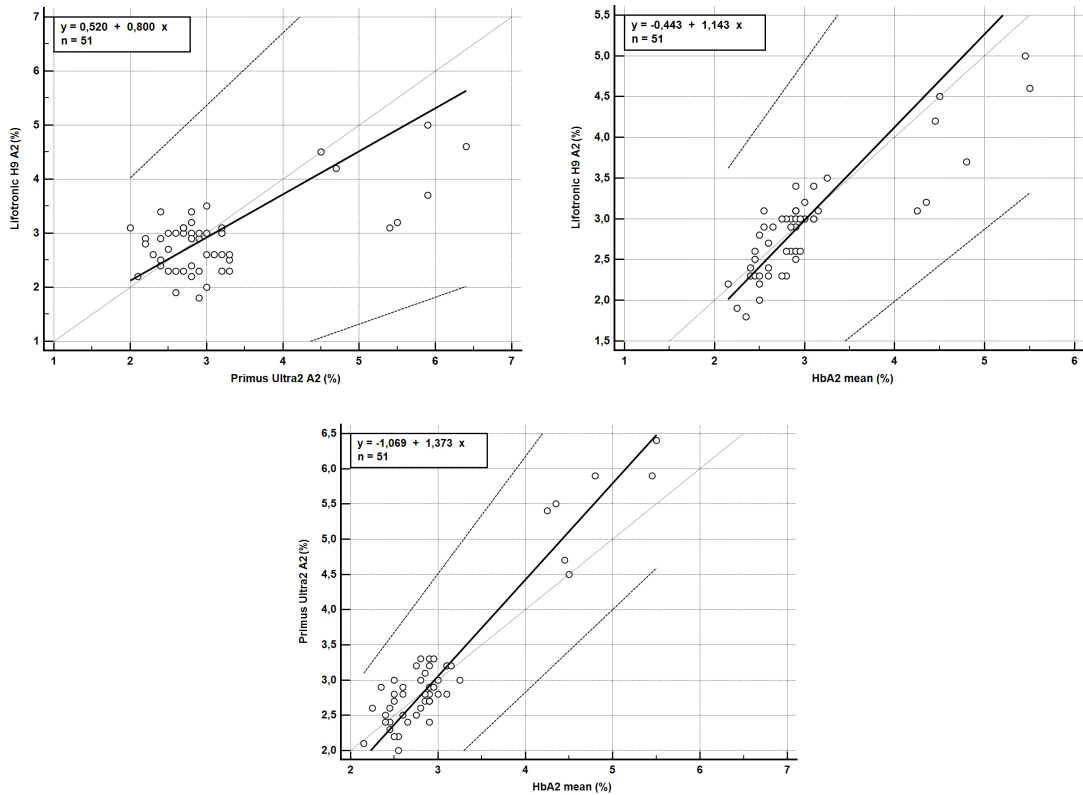 y = 0,520 + 0,800 x
n = 51
7
6
5
4
3
2
1
Lifotronic H9 A2 (%)
1 2 3 4 5 6 7
Primus Ultra2 A2 (%)
y = -0,443 + 1,143 x
n = 51
5,5
5,0
4,5
4,0
3,5
3,0
2,5
2,0
1,5
Lifotronic H9 A2 (%)
1 2 3 4 5 6
HbA2 mean (%)
y = -1,069 + 1,373 x
n = 51
6,5
6,0
5,5
5,0
4,5
4,0
3,5
3,0
2,5
2,0
Primus Ultra2 A2 (%)
2 3 4 5 6 7
HbA2 mean (%)